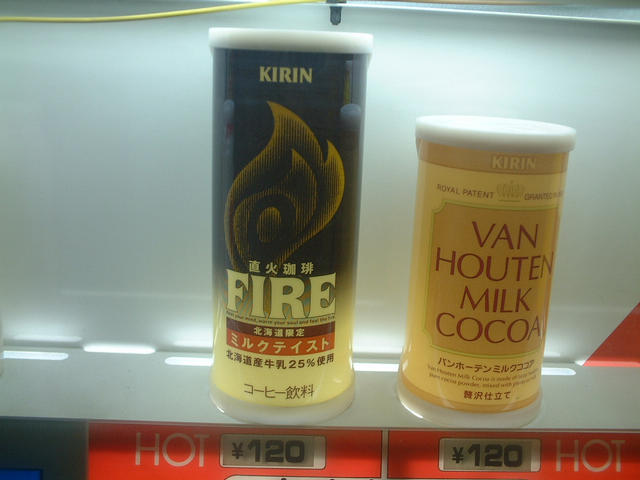 KIRIN
直火珈琲
FIRE
北海道限定
ミルクテイスト
北海道産牛乳25%使用
コーヒー飲料
KIRIN
ROYAL PATENT GRANTED
VAN
HOUTEN
MILK
COCOA
バンホーテンミルクココア
贅沢仕立て
HOT ¥120
¥120 HOT